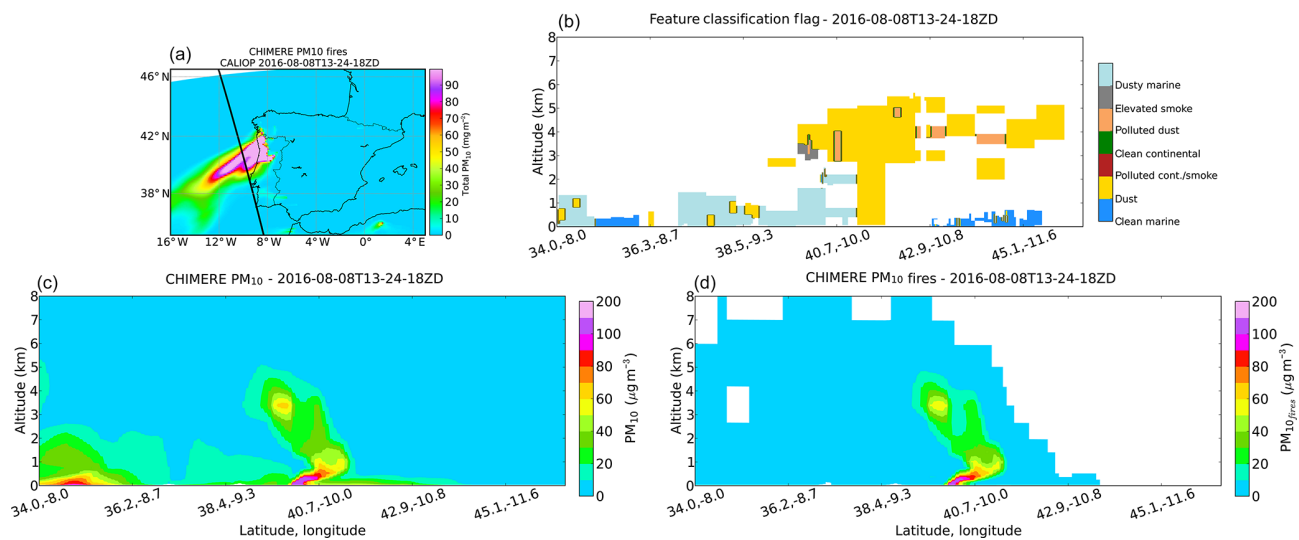 (a)
CHIMERE PM10 fires
CALIOP 2016-08-08T13-24-18ZD
46°N
42°N
38°N
16°W 12°W 8°W 4°W 0° 4°E
90
80
70
60
50
40
30
20
10
0
Total PM₁₀ (mg m⁻²)
(b)
Feature classification flag - 2016-08-08T13-24-18ZD
Altitude (km)
8
7
6
5
4
3
2
1
0
34.0,-8.0 36.3,-8.7 38.5,-9.3 40.7,-10.0 42.9,-10.8 45.1,-11.6
Dusty marine
Elevated smoke
Polluted dust
Clean continental
Polluted cont./smoke
Dust
Clean marine
(c)
CHIMERE PM₁₀ - 2016-08-08T13-24-18ZD
Altitude (km)
8
7
6
5
4
3
2
1
0
34.0,-8.0 36.2,-8.7 38.4,-9.3 40.7,-10.0 42.9,-10.8 45.1,-11.6
Latitude, longitude
200
100
80
60
40
20
0
PM₁₀ (μg m⁻³)
(d)
CHIMERE PM₁₀ fires - 2016-08-08T13-24-18ZD
Altitude (km)
8
7
6
5
4
3
2
1
0
34.0,-8.0 36.2,-8.7 38.4,-9.3 40.7,-10.0 42.9,-10.8 45.1,-11.6
Latitude, longitude
200
100
80
60
40
20
0
PM₁₀fires (μg m⁻³)